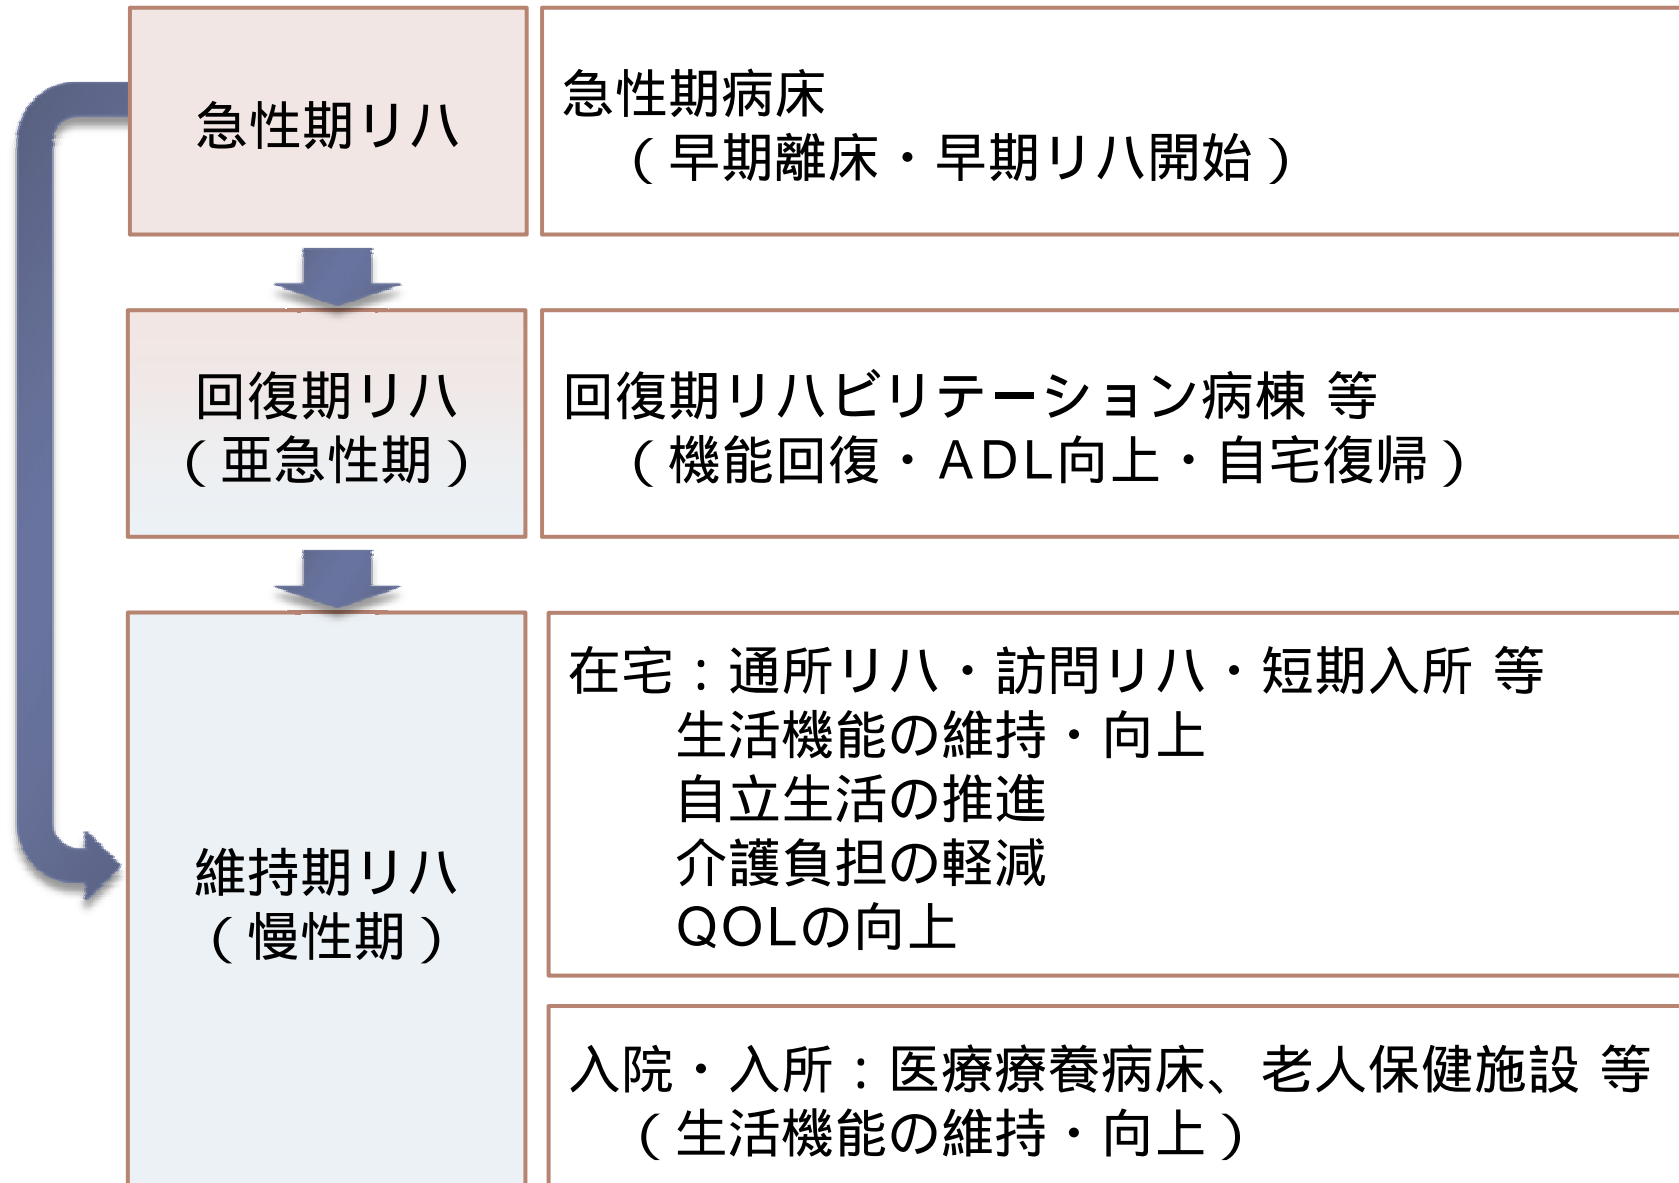 急性期リハ
急性期病床
（早期離床・早期リハ開始）
回復期リハ
（亜急性期）
回復期リハビリテーション病棟 等
（機能回復・ADL向上・自宅復帰）
維持期リハ
（慢性期）
在宅：通所リハ・訪問リハ・短期入所 等
生活機能の維持・向上
自立生活の推進
介護負担の軽減
QOLの向上
入院・入所：医療療養病床、老人保健施設 等
（生活機能の維持・向上）